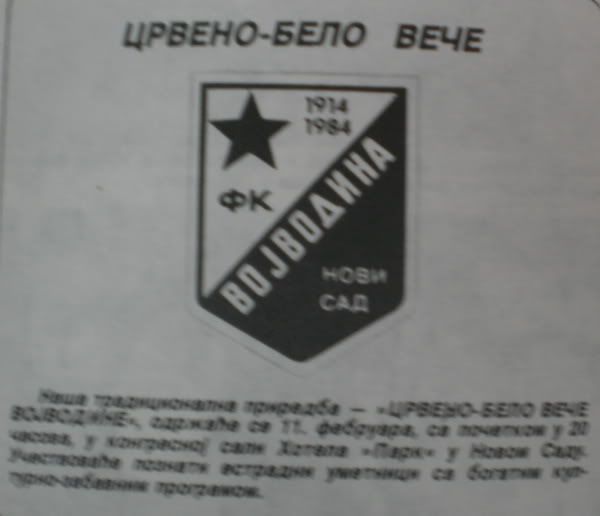 ЦРВЕНО-БЕЛО ВЕЧЕ
1914
1984
ФК
ВОЈВОДИНА
НОВИ
САД
Наша традиционална приредба — »ЦРВЕНО-БЕЛО ВЕЧЕ
ВОЈВОДИНЕ«, одржаће се 11. фебруара, са почетком у 20
часова, у конгресној сали Хотела »Парк« у Новом Саду.
Учествоваће познати естрадни уметници са богатим кул-
турно-забавним програмом.